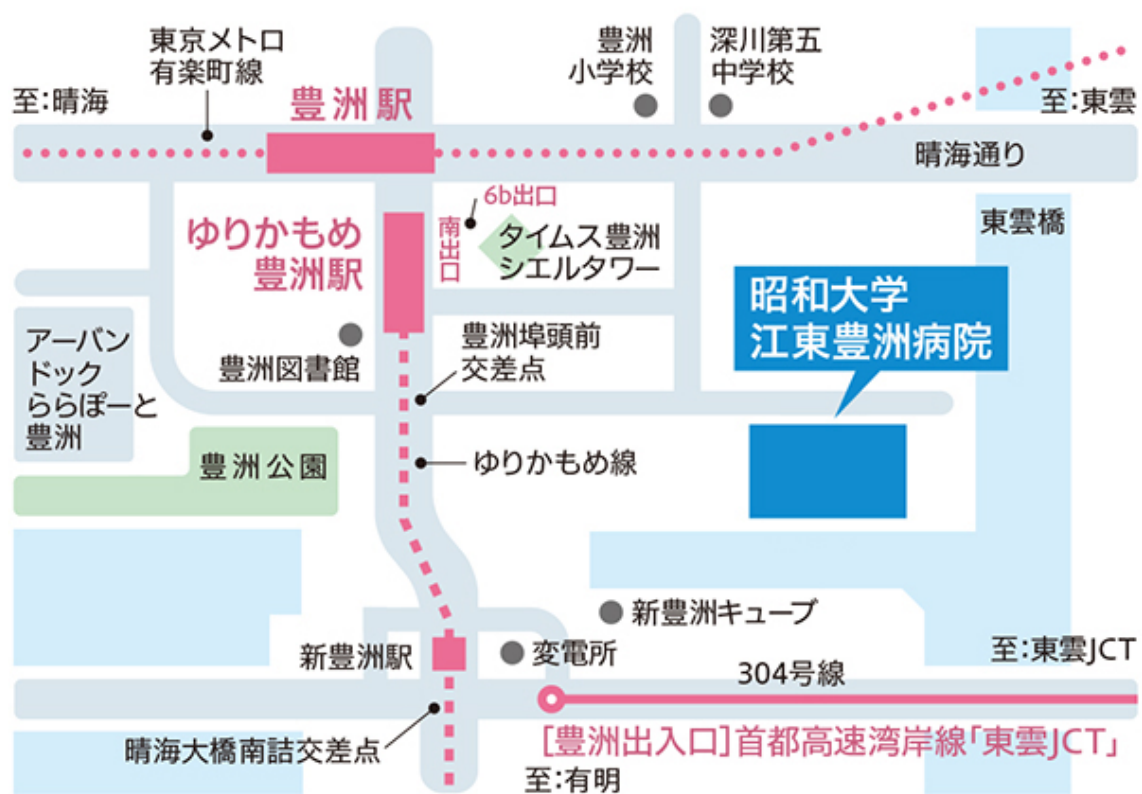 東京メトロ
有楽町線
豊洲
小学校
深川第五
中学校
至：晴海
豊洲駅
至：東雲
晴海通り
6b出口
南出口
タイムス豊洲
シエルタワー
東雲橋
ゆりかもめ
豊洲駅
昭和大学
江東豊洲病院
アーバン
ドック
ららぽーと
豊洲
豊洲図書館
豊洲埠頭前
交差点
豊洲公園
ゆりかもめ線
新豊洲キューブ
新豊洲駅
変電所
至：東雲JCT
304号線
晴海大橋南詰交差点
［豊洲出入口］首都高速湾岸線「東雲JCT」
至：有明